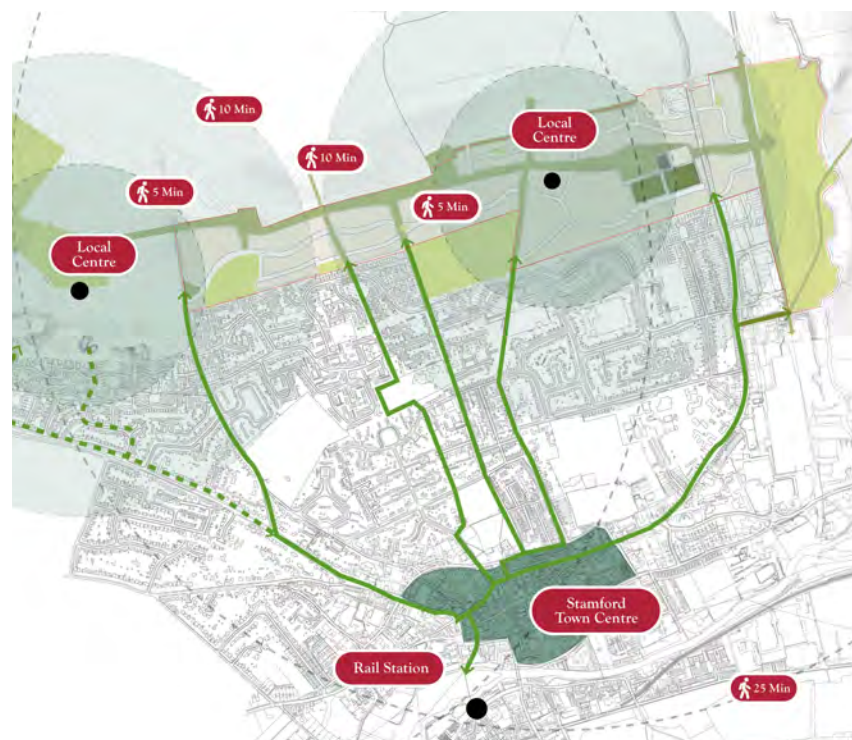 10 Min
Local
Centre
10 Min
5 Min
5 Min
Local
Centre
Stamford
Town Centre
Rail Station
25 Min